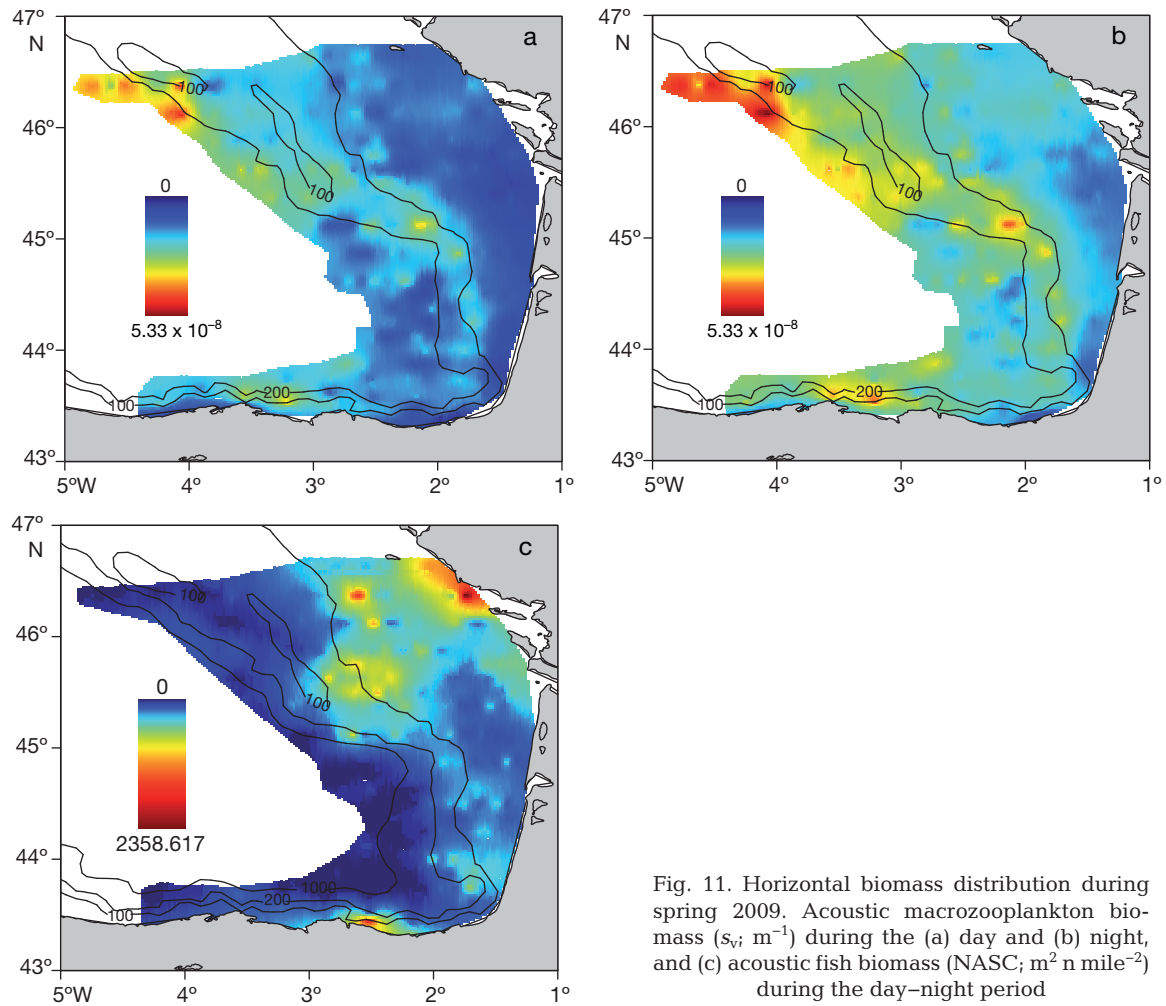 47°
N
a
100
46°
0
100
45°
5.33 x 10⁻⁸
44°
200
100
43°
5°W 4° 3° 2° 1°
47°
N
b
100
46°
0
100
45°
5.33 x 10⁻⁸
44°
200
100
43°
5°W 4° 3° 2° 1°
47°
N
c
100
46°
0
100
45°
2358.617
44°
1000
200
100
43°
5°W 4° 3° 2° 1°
Fig. 11. Horizontal biomass distribution during
spring 2009. Acoustic macrozooplankton bio-
mass (sᵥ; m⁻¹) during the (a) day and (b) night,
and (c) acoustic fish biomass (NASC; m² n mile⁻²)
during the day–night period